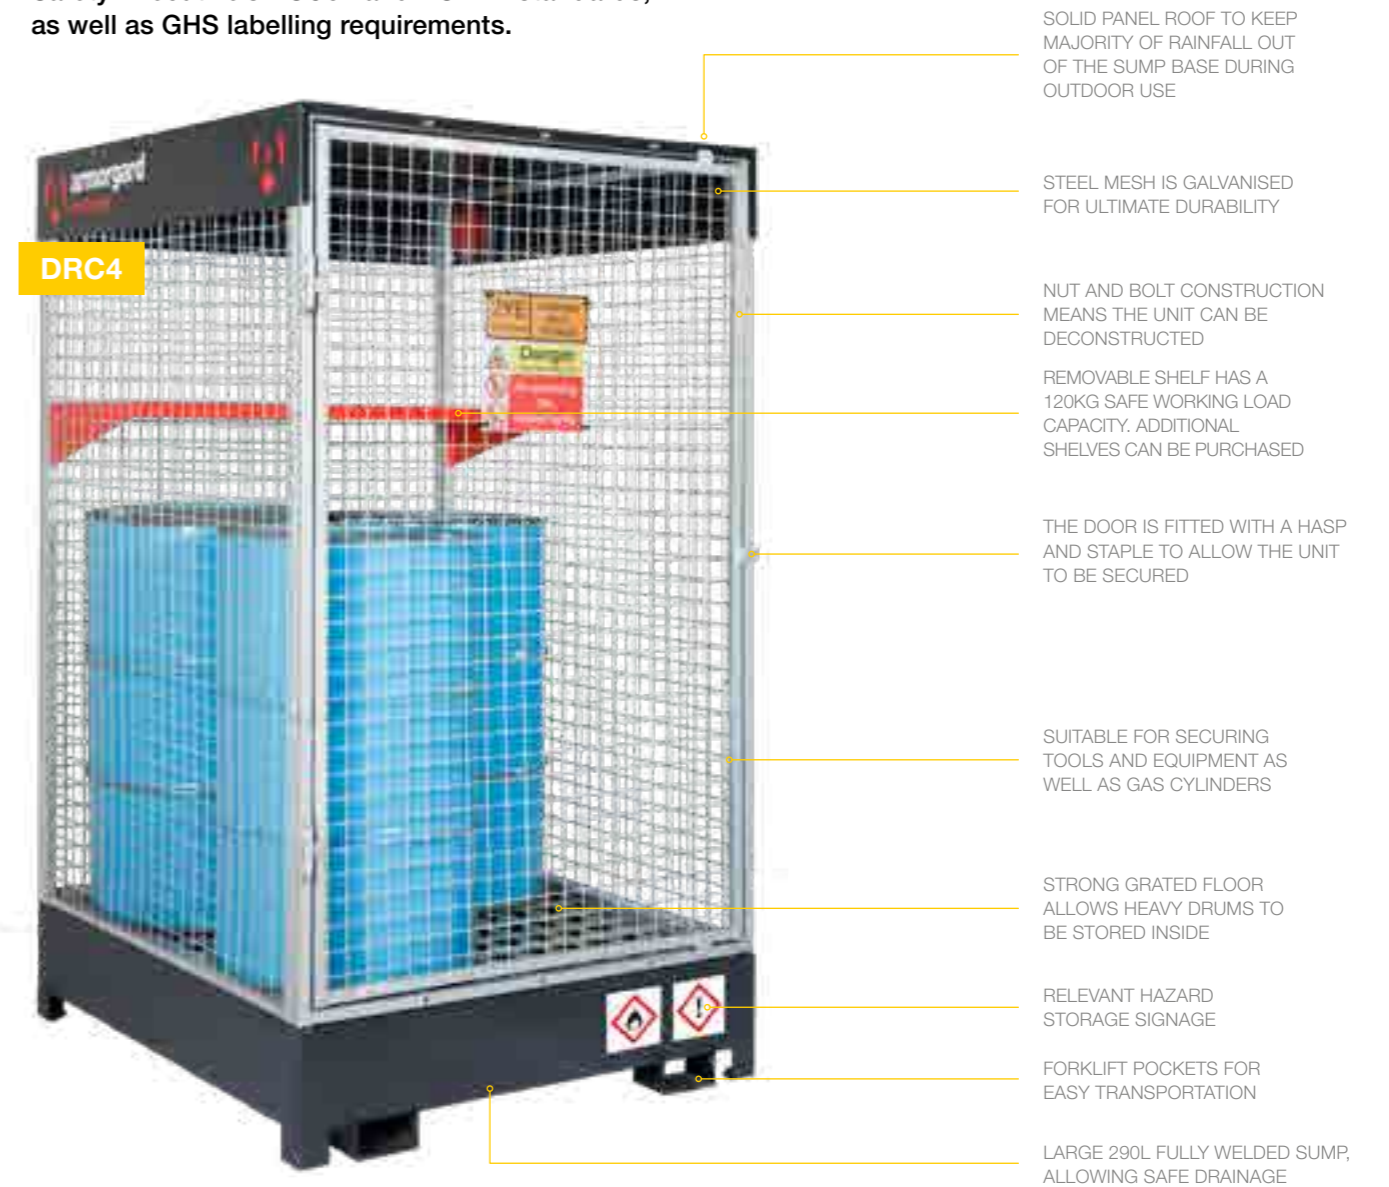 as well as GHS labelling requirements.
SOLID PANEL ROOF TO KEEP
MAJORITY OF RAINFALL OUT
OF THE SUMP BASE DURING
OUTDOOR USE
armorgard
STEEL MESH IS GALVANISED
FOR ULTIMATE DURABILITY
DRC4
NUT AND BOLT CONSTRUCTION
MEANS THE UNIT CAN BE
DECONSTRUCTED
Danger
REMOVABLE SHELF HAS A
120KG SAFE WORKING LOAD
CAPACITY. ADDITIONAL
SHELVES CAN BE PURCHASED
THE DOOR IS FITTED WITH A HASP
AND STAPLE TO ALLOW THE UNIT
TO BE SECURED
SUITABLE FOR SECURING
TOOLS AND EQUIPMENT AS
WELL AS GAS CYLINDERS
STRONG GRATED FLOOR
ALLOWS HEAVY DRUMS TO
BE STORED INSIDE
RELEVANT HAZARD
STORAGE SIGNAGE
FORKLIFT POCKETS FOR
EASY TRANSPORTATION
LARGE 290L FULLY WELDED SUMP,
ALLOWING SAFE DRAINAGE